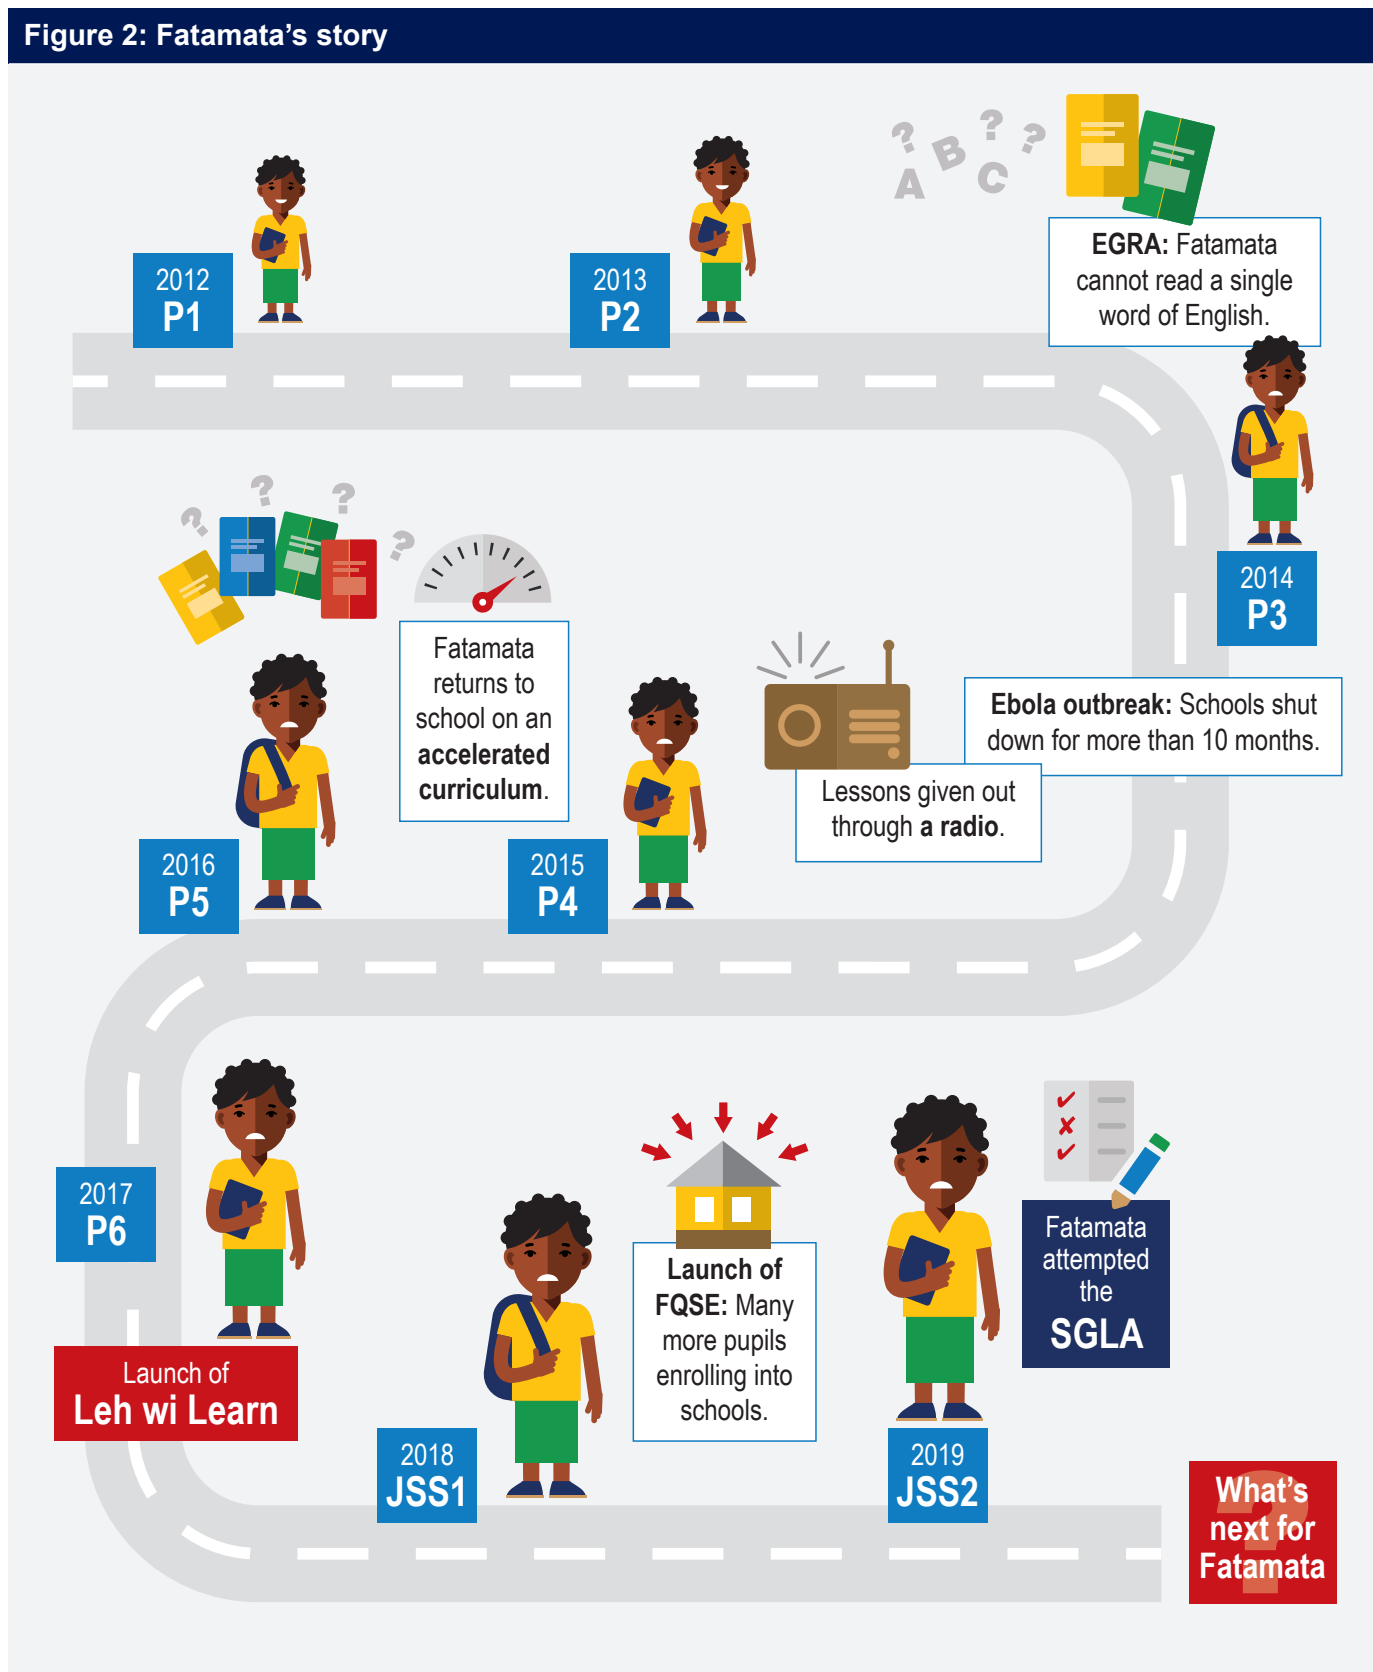 Figure 2: Fatamata’s story
2012
P1
2013
P2
? ? ?
A B C
EGRA: Fatamata
cannot read a single
word of English.
2014
P3
Ebola outbreak: Schools shut
down for more than 10 months.
Lessons given out
through a radio.
2015
P4
? ? ? ?
Fatamata
returns to
school on an
accelerated
curriculum.
2016
P5
2017
P6
Launch of
Leh wi Learn
2018
JSS1
Launch of
FQSE: Many
more pupils
enrolling into
schools.
2019
JSS2
Fatamata
attempted
the
SGLA
What’s
next for
Fatamata
?